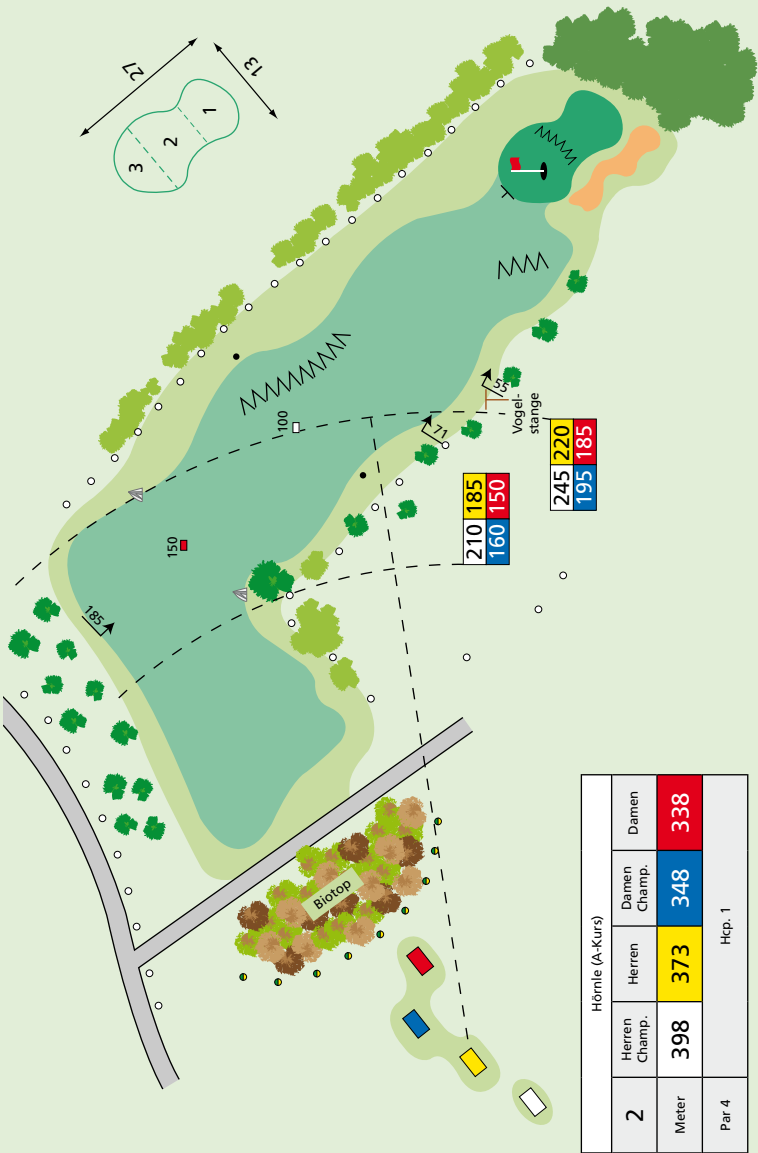 27
13
1
2
3
100
150
185
55
71
Vogel-
stange
210 185
160 150
245 220
195 185
Biotop
Hörnle (A-Kurs)
2 Herren Champ. Herren Damen Champ. Damen
Meter 398 373 348 338
Par 4 Hcp. 1